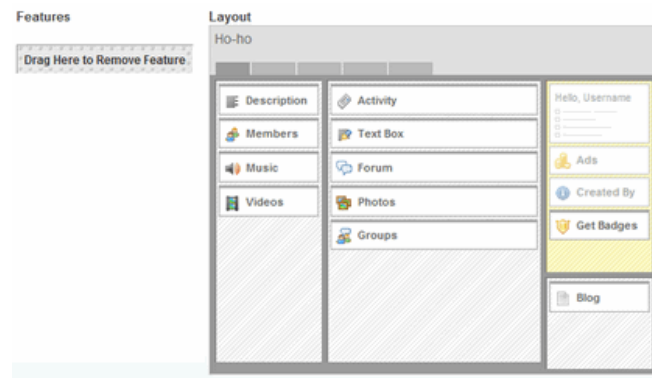 Features
Layout
Drag Here to Remove Feature
Ho-ho
Description
Members
Music
Videos
Activity
Text Box
Forum
Photos
Groups
Hello, Username
Ads
Created By
Get Badges
Blog